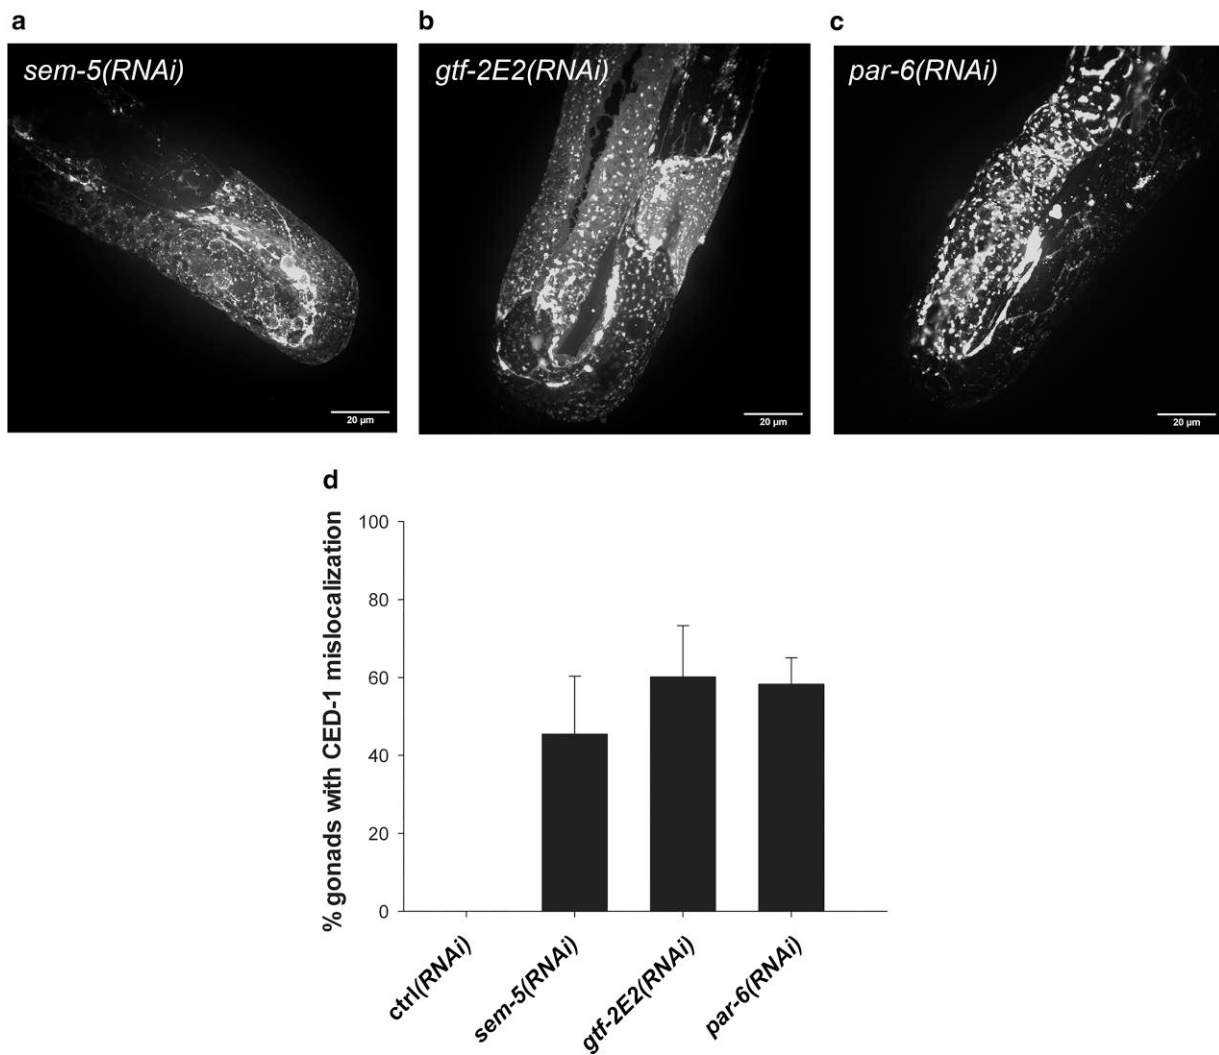 a
b
c
sem-5(RNAi)
gtf-2E2(RNAi)
par-6(RNAi)
20 µm
20 µm
20 µm
d
% gonads with CED-1 mislocalization
100
80
60
40
20
0
ctrl(RNAi)
sem-5(RNAi)
gtf-2E2(RNAi)
par-6(RNAi)